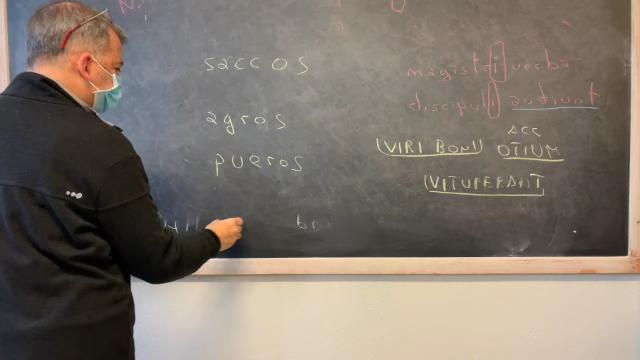 saccos
agros
pueros
magistri verba
discipuli audiunt
ACC
(VIRI BONI) OTIUM
(VITUPERANT)